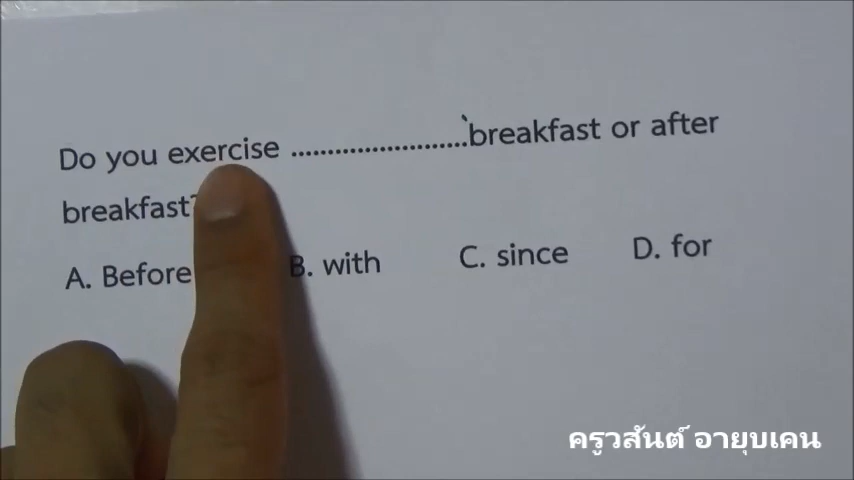 Do you exercise ........................ breakfast or after
breakfast?
A. Before B. with C. since D. for
ครูวสันต์ อายุบเคน